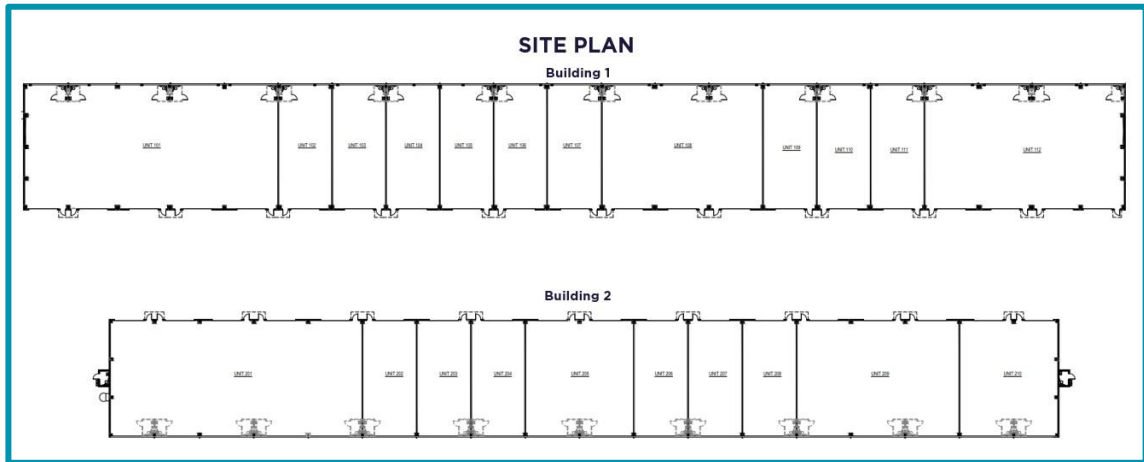 SITE PLAN
Building 1
UNIT 101
UNIT 102
UNIT 103
UNIT 104
UNIT 105
UNIT 106
UNIT 107
UNIT 108
UNIT 109
UNIT 110
UNIT 111
UNIT 112
Building 2
UNIT 201
UNIT 202
UNIT 203
UNIT 204
UNIT 205
UNIT 206
UNIT 207
UNIT 208
UNIT 209
UNIT 210